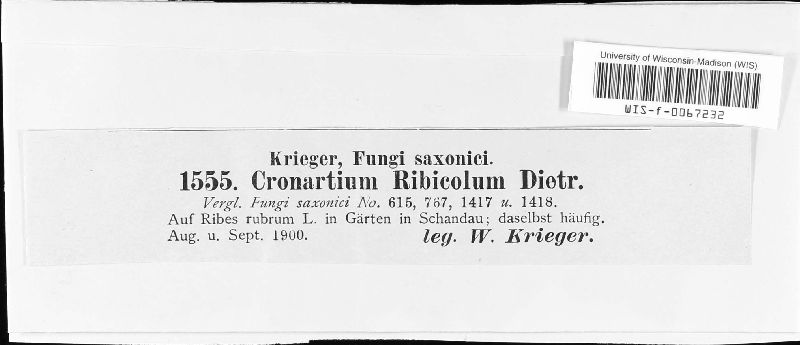 University of Wisconsin-Madison (WIS)
WIS-f-0067232
Krieger, Fungi saxonici.
1555. Cronartium Ribicolum Dietr.
Vergl. Fungi saxonici No. 615, 767, 1417 u. 1418.
Auf Ribes rubrum L. in Gärten in Schandau; daselbst häufig.
Aug. u. Sept. 1900.
leg. W. Krieger.